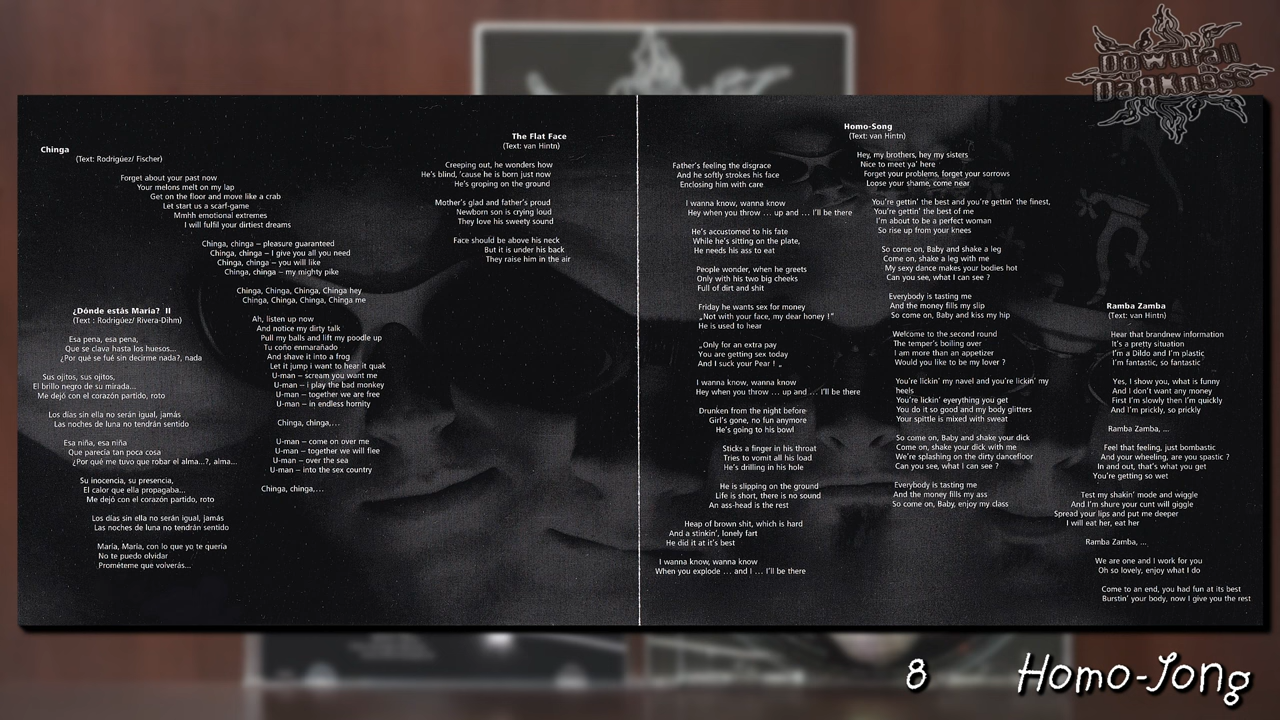 Downfall
of
Darkness
Chinga
(Text: Rodrigúez/ Fischer)
Forget about your past now
Your melons melt on my lap
Get on the floor and move like a crab
Let start us a scarf-game
Mmhh emotional extremes
I will fulfil your dirtiest dreams
Chinga, chinga – pleasure guaranteed
Chinga, chinga – I give you all you need
Chinga, chinga – you will like
Chinga, chinga – my mighty pike
Chinga, Chinga, Chinga, Chinga hey
Chinga, Chinga, Chinga, Chinga me
Ah, listen up now
And notice my dirty talk
Pull my balls and lift my poodle up
Tu coño enmarañado
And shave it into a frog
Let it jump i want to hear it quak
U-man – scream you want me
U-man – i play the bad monkey
U-man – together we are free
U-man – in endless hornity
Chinga, chinga,...
U-man – come on over me
U-man – together we will flee
U-man – over the sea
U-man – into the sex country
Chinga, chinga,...
¿Dónde estás Maria? II
(Text : Rodrigúez/ Rivera-Dihm)
Esa pena, esa pena,
Que se clava hasta los huesos...
¿Por qué se fué sin decirme nada?, nada
Sus ojitos, sus ojitos,
El brillo negro de su mirada...
Me dejó con el corazón partido, roto
Los días sin ella no serán igual, jamás
Las noches de luna no tendrán sentido
Esa niña, esa niña
Que parecía tan poca cosa
¿Por qué me tuvo que robar el alma...?, alma...
Su inocencia, su presencia,
El calor que ella propagaba...
Me dejó con el corazón partido, roto
Los días sin ella no serán igual, jamás
Las noches de luna no tendrán sentido
María, Maria, con lo que yo te quería
No te puedo olvidar
Prométeme que volverás...
The Flat Face
(Text: van Hintn)
Creeping out, he wonders how
He's blind, 'cause he is born just now
He's groping on the ground
Mother's glad and father's proud
Newborn son is crying loud
They love his sweety sound
Face should be above his neck
But it is under his back
They raise him in the air
Father's feeling the disgrace
And he softly strokes his face
Enclosing him with care
I wanna know, wanna know
Hey when you throw ... up and ... I'll be there
He's accustomed to his fate
While he's sitting on the plate,
He needs his ass to eat
People wonder, when he greets
Only with his two big cheeks
Full of dirt and shit
Friday he wants sex for money
„Not with your face, my dear honey !"
He is used to hear
„Only for an extra pay
You are getting sex today
And I suck your Pear ! „
I wanna know, wanna know
Hey when you throw ... up and ... I'll be there
Drunken from the night before
Girl's gone, no fun anymore
He's going to his bowl
Sticks a finger in his throat
Tries to vomit all his load
He's drilling in his hole
He is slipping on the ground
Life is short, there is no sound
An ass-head is the rest
Heap of brown shit, which is hard
And a stinkin', lonely fart
He did it at it's best
I wanna know, wanna know
When you explode ... and I ... I'll be there
Homo-Song
(Text: van Hintn)
Hey, my brothers, hey my sisters
Nice to meet ya' here
Forget your problems, forget your sorrows
Loose your shame, come near
You're gettin' the best and you're gettin' the finest,
You're gettin' the best of me
I'm about to be a perfect woman
So rise up from your knees
So come on, Baby and shake a leg
Come on, shake a leg with me
My sexy dance makes your bodies hot
Can you see, what I can see ?
Everybody is tasting me
And the money fills my slip
So come on, Baby and kiss my hip
Welcome to the second round
The temper's boiling over
I am more than an appetizer
Would you like to be my lover ?
You're lickin' my navel and you're lickin' my
heels
You're lickin' eyerything you get
You do it so good and my body glitters
Your spittle is mixed with sweat
So come on, Baby and shake your dick
Come on, shake your dick with me
We're splashing on the dirty dancefloor
Can you see, what I can see ?
Everybody is tasting me
And the money fills my ass
So come on, Baby, enjoy my class
Ramba Zamba
(Text: van Hintn)
Hear that brandnew information
It's a pretty situation
I'm a Dildo and I'm plastic
I'm fantastic, so fantastic
Yes, I show you, what is funny
And I don't want any money
First I'm slowly then I'm quickly
And I'm prickly, so prickly
Ramba Zamba, ...
Feel that feeling, just bombastic
And your wheeling, are you spastic ?
In and out, that's what you get
You're getting so wet
Test my shakin' mode and wiggle
And I'm shure your cunt will giggle
Spread your lips and put me deeper
I will eat her, eat her
Ramba Zamba, ...
We are one and I work for you
Oh so lovely, enjoy what I do
Come to an end, you had fun at its best
Burstin' your body, now I give you the rest
8 Homo-Song